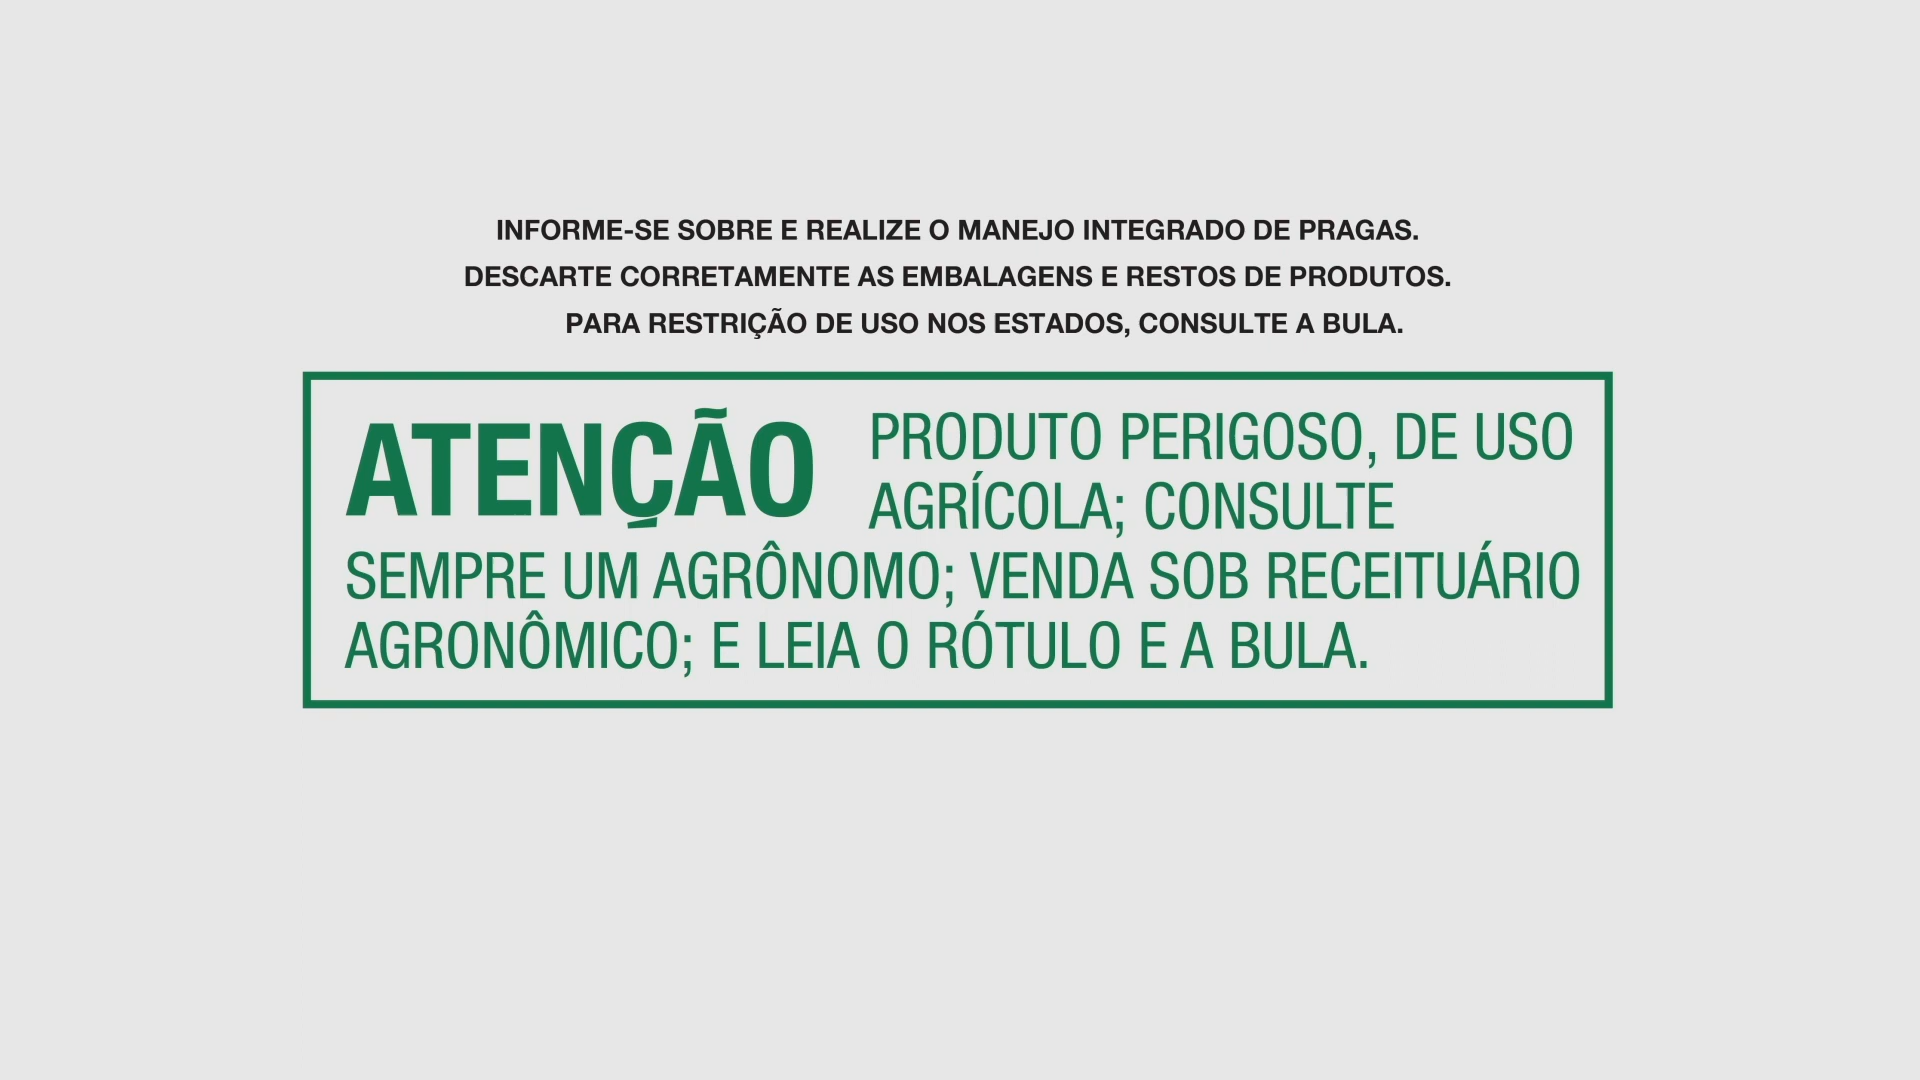 INFORME-SE SOBRE E REALIZE O MANEJO INTEGRADO DE PRAGAS.
DESCARTE CORRETAMENTE AS EMBALAGENS E RESTOS DE PRODUTOS.
PARA RESTRIÇÃO DE USO NOS ESTADOS, CONSULTE A BULA.
ATENÇÃO PRODUTO PERIGOSO, DE USO
AGRÍCOLA; CONSULTE
SEMPRE UM AGRÔNOMO; VENDA SOB RECEITUÁRIO
AGRONÔMICO; E LEIA O RÓTULO E A BULA.